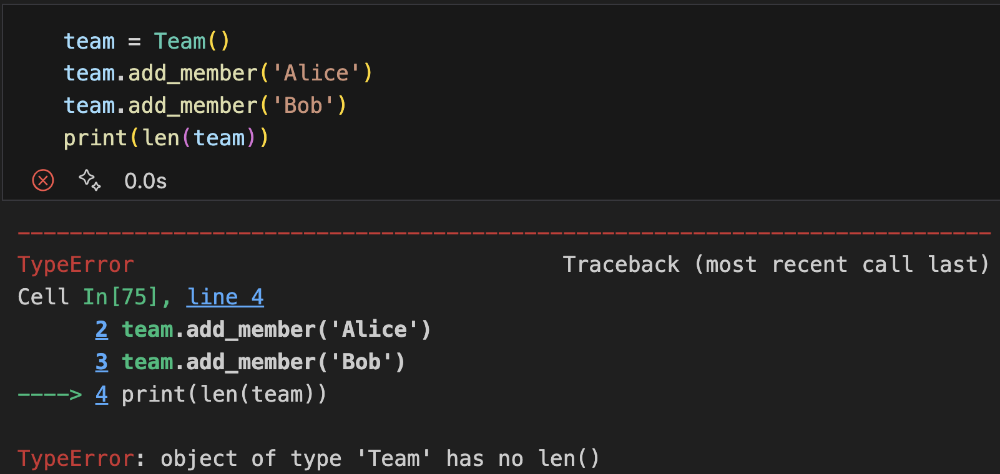 team = Team()
team.add_member('Alice')
team.add_member('Bob')
print(len(team))
0.0s
---------------------------------------------------------------------------
TypeError                                 Traceback (most recent call last)
Cell In[75], line 4
      2 team.add_member('Alice')
      3 team.add_member('Bob')
----> 4 print(len(team))
TypeError: object of type 'Team' has no len()